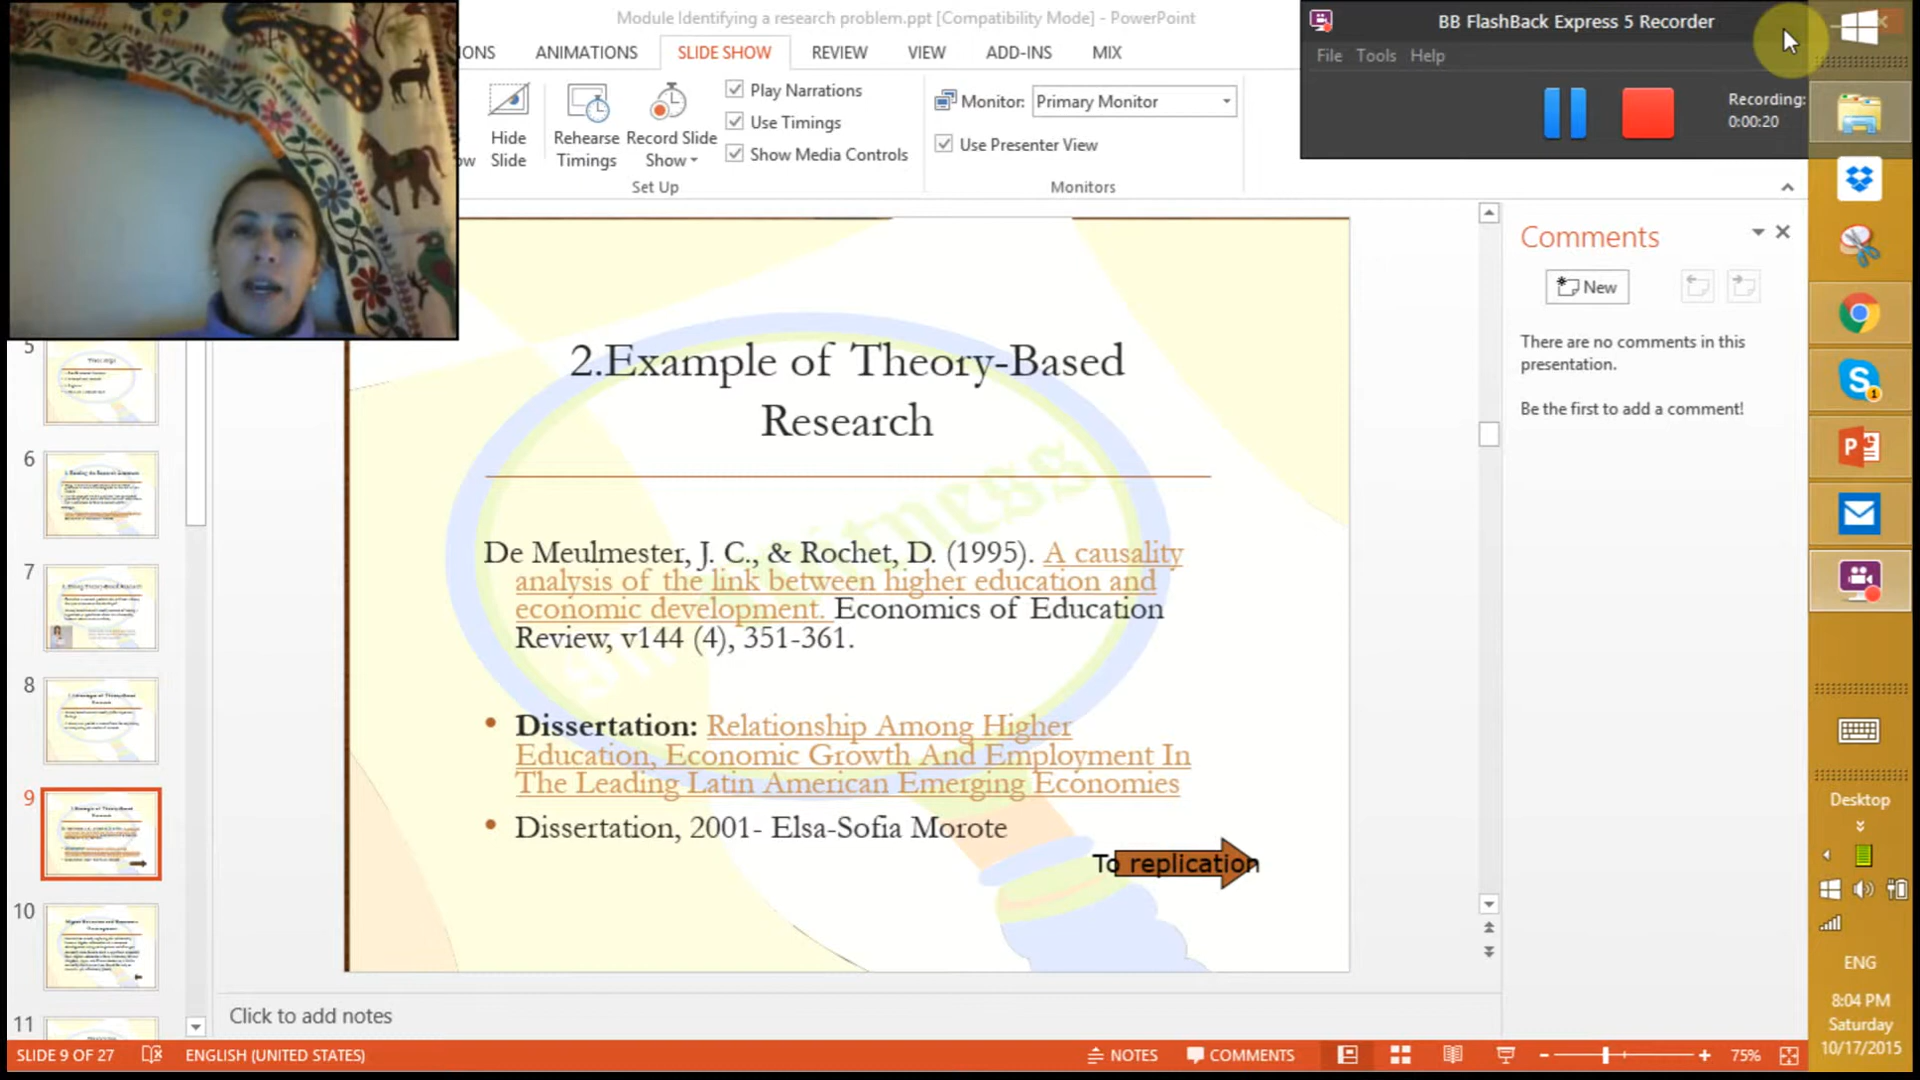 Module Identifying a research problem.ppt [Compatibility Mode] - PowerPoint
BB FlashBack Express 5 Recorder
File Tools Help
Recording:
0:00:20
IONS ANIMATIONS SLIDE SHOW REVIEW VIEW ADD-INS MIX
Hide
Slide
Rehearse
Timings
Record Slide
Show
Play Narrations
Use Timings
Show Media Controls
Set Up
Monitor: Primary Monitor
Use Presenter View
Monitors
5
6
7
8
9
10
11
2.Example of Theory-Based
Research
De Meulmester, J. C., & Rochet, D. (1995). A causality
analysis of the link between higher education and
economic development. Economics of Education
Review, v144 (4), 351-361.
• Dissertation: Relationship Among Higher
Education, Economic Growth And Employment In
The Leading Latin American Emerging Economies
• Dissertation, 2001- Elsa-Sofia Morote
To replication
Click to add notes
Comments
New
There are no comments in this
presentation.
Be the first to add a comment!
Desktop
ENG
8:04 PM
Saturday
10/17/2015
SLIDE 9 OF 27 ENGLISH (UNITED STATES) NOTES COMMENTS 75%